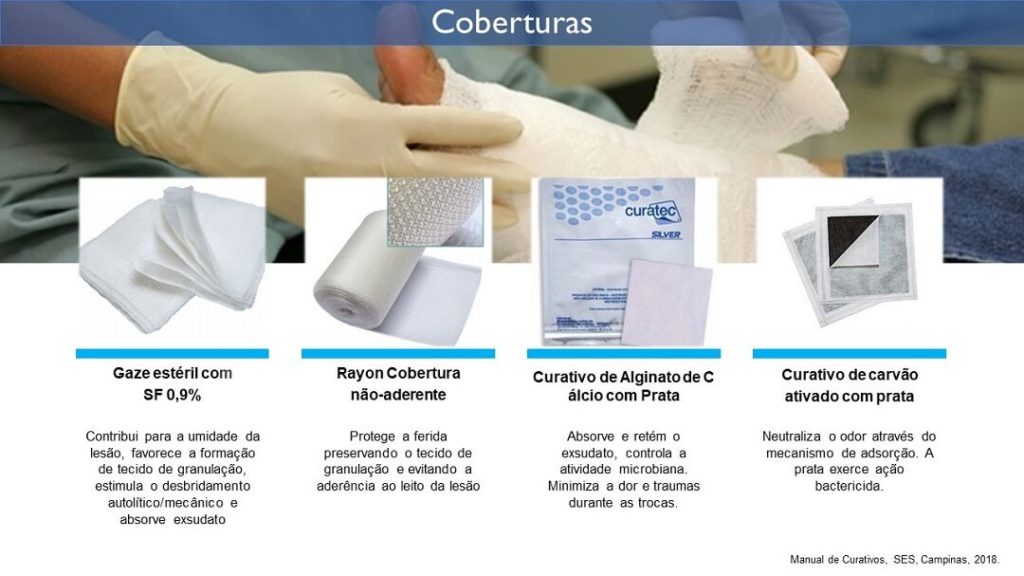 Coberturas
curatec
SILVER
Gaze estéril com
SF 0,9%
Contribui para a umidade da
lesão, favorece a formação
de tecido de granulação,
estimula o desbridamento
autolítico/mecânico e
absorve exsudato
Rayon Cobertura
não-aderente
Protege a ferida
preservando o tecido de
granulação e evitando a
aderência ao leito da lesão
Curativo de Alginato de C
álcio com Prata
Absorve e retém o
exsudato, controla a
atividade microbiana.
Minimiza a dor e traumas
durante as trocas.
Curativo de carvão
ativado com prata
Neutraliza o odor através do
mecanismo de adsorção. A
prata exerce ação
bactericida.
Manual de Curativos, SES, Campinas, 2018.